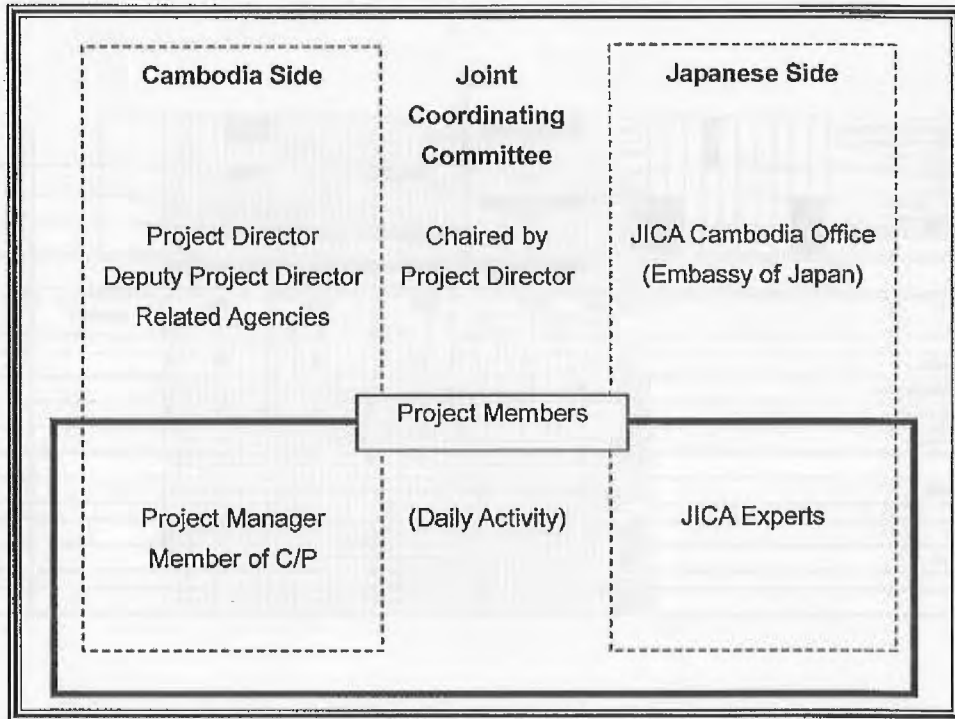 Cambodia Side
Project Director
Deputy Project Director
Related Agencies
Joint
Coordinating
Committee
Chaired by
Project Director
Japanese Side
JICA Cambodia Office
(Embassy of Japan)
Project Members
Project Manager
Member of C/P
(Daily Activity)
JICA Experts